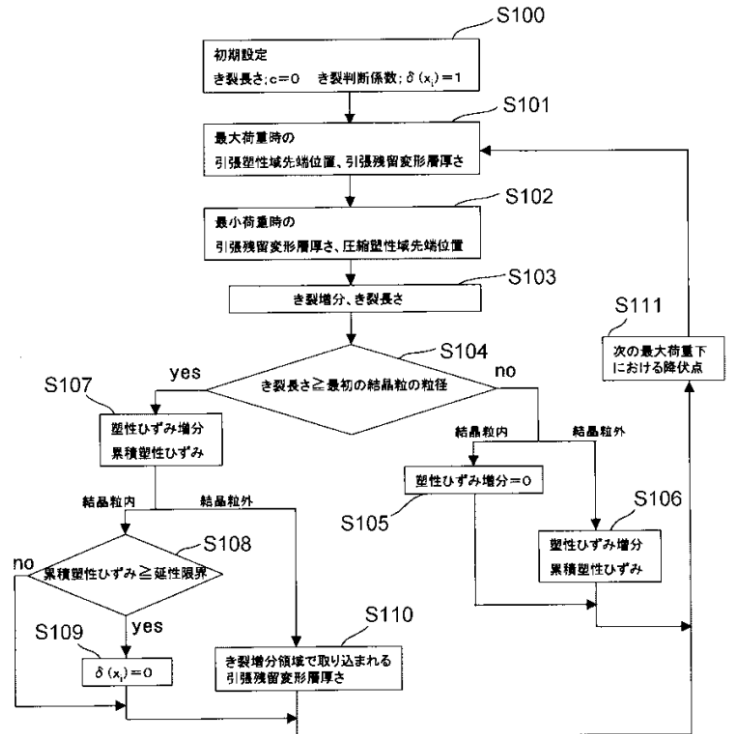 S100
初期設定
き裂長さ;c=0 き裂判断係数;δ(xi)=1
S101
最大荷重時の
引張塑性域先端位置、引張残留変形層厚さ
S102
最小荷重時の
引張残留変形層厚さ、圧縮塑性域先端位置
S103
き裂増分、き裂長さ
S111
次の最大荷重下
における降伏点
S104
yes
no
き裂長さ≧最初の結晶粒の粒径
S107
塑性ひずみ増分
累積塑性ひずみ
結晶粒内
結晶粒外
塑性ひずみ増分=0
S105
S106
塑性ひずみ増分
累積塑性ひずみ
結晶粒内
結晶粒外
S108
no
累積塑性ひずみ≧延性限界
yes
S109
δ(xi)=0
S110
き裂増分領域で取り込まれる
引張残留変形層厚さ